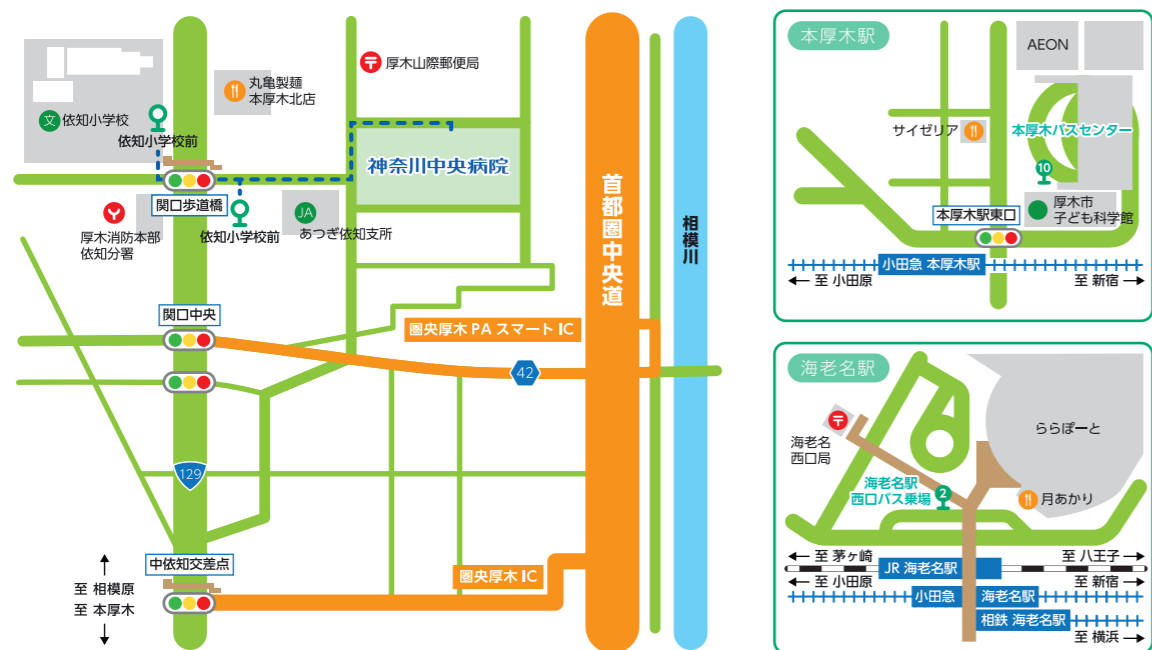 厚木山際郵便局
丸亀製麺
本厚木北店
文
依知小学校
依知小学校前
神奈川中央病院
関口歩道橋
厚木消防本部
依知分署
依知小学校前
JA
あつぎ依知支所
首都圏中央道
相模川
関口中央
圏央厚木 PA スマート IC
42
129
中依知交差点
圏央厚木 IC
至 相模原
至 本厚木
本厚木駅
AEON
サイゼリア
本厚木バスセンター
10
厚木市
子ども科学館
本厚木駅東口
小田急 本厚木駅
至 小田原
至 新宿
海老名駅
ららぽーと
海老名
西口局
海老名駅
西口バス乗場
2
月あかり
至 茅ヶ崎
至 八王子
JR 海老名駅
至 小田原
至 新宿
小田急
海老名駅
相鉄 海老名駅
至 横浜